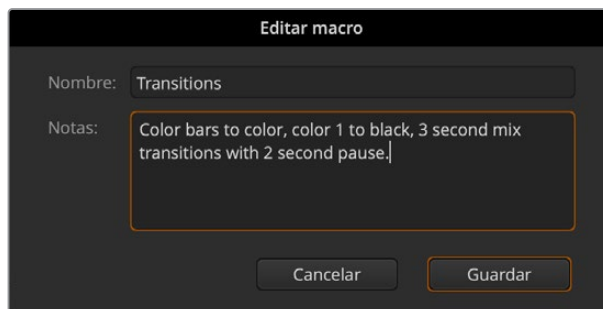 Editar macro
Nombre: Transitions
Notas: Color bars to color, color 1 to black, 3 second mix
transitions with 2 second pause.
Cancelar Guardar